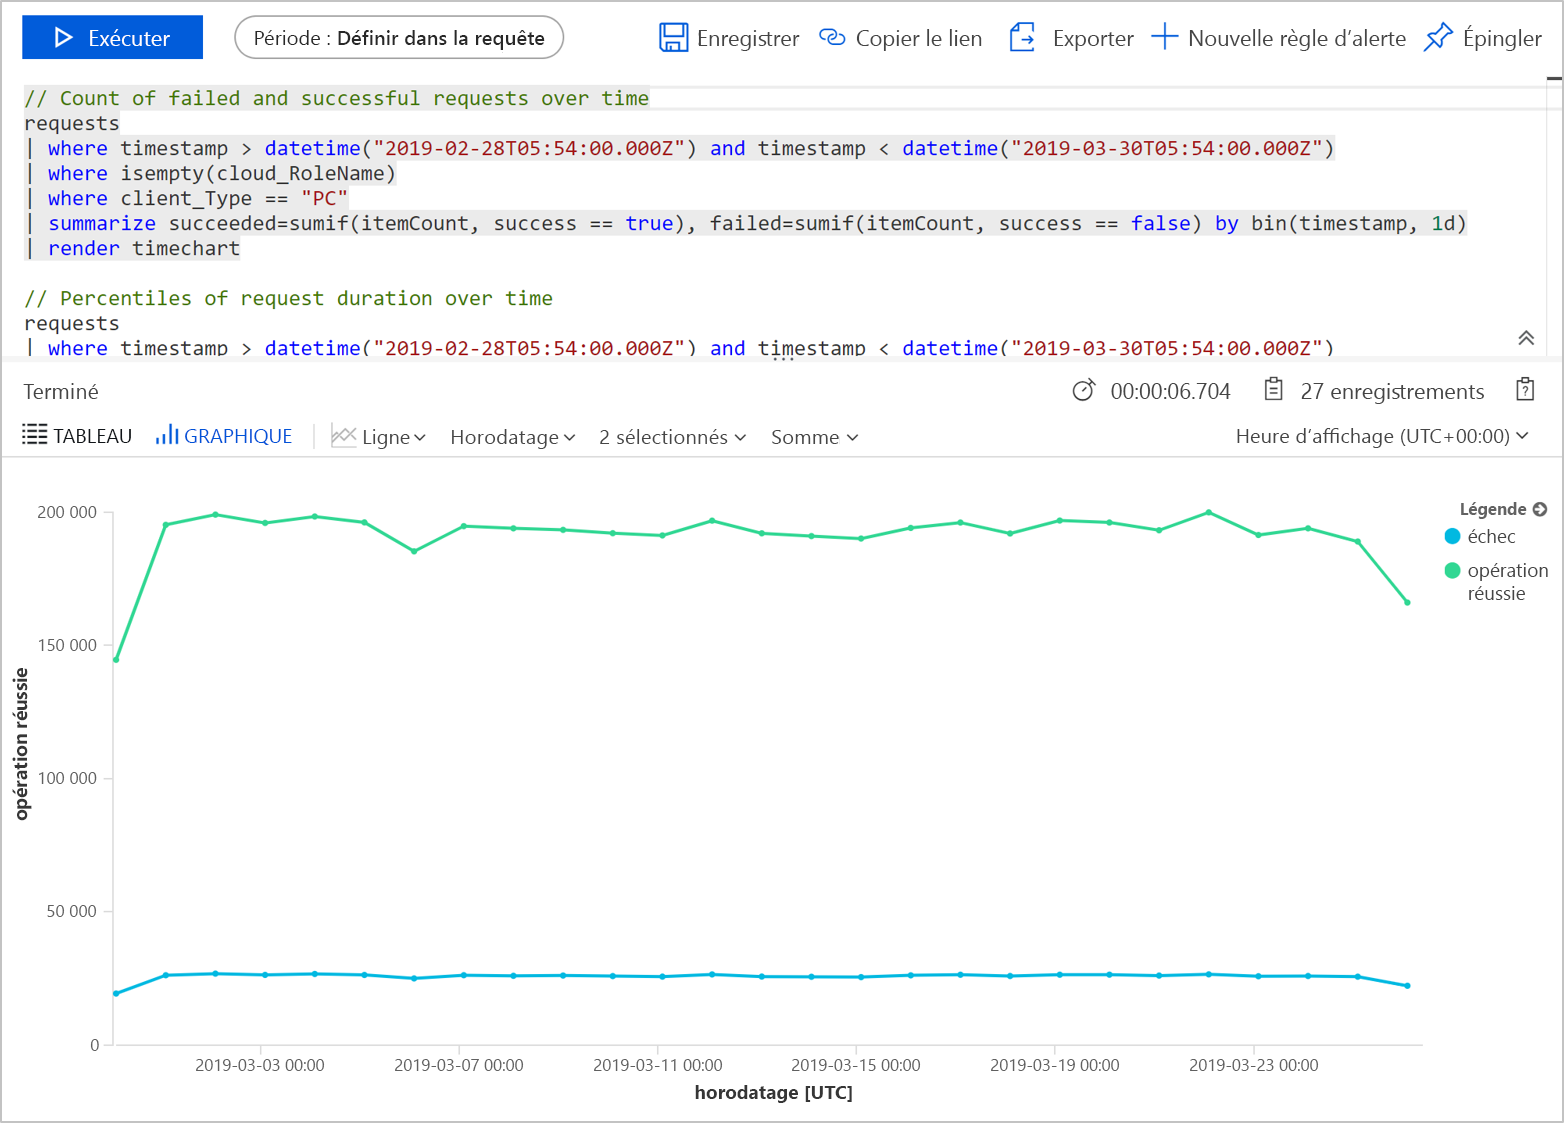 Exécuter
Période : Définir dans la requête
Enregistrer
Copier le lien
Exporter
Nouvelle règle d’alerte
Épingler
// Count of failed and successful requests over time
requests
| where timestamp > datetime("2019-02-28T05:54:00.000Z") and timestamp < datetime("2019-03-30T05:54:00.000Z")
| where isempty(cloud_RoleName)
| where client_Type == "PC"
| summarize succeeded=sumif(itemCount, success == true), failed=sumif(itemCount, success == false) by bin(timestamp, 1d)
| render timechart
// Percentiles of request duration over time
requests
| where timestamp > datetime("2019-02-28T05:54:00.000Z") and timestamp < datetime("2019-03-30T05:54:00.000Z")
Terminé
00:00:06.704
27 enregistrements
TABLEAU
GRAPHIQUE
Ligne
Horodatage
2 sélectionnés
Somme
Heure d’affichage (UTC+00:00)
200 000
150 000
100 000
50 000
0
opération réussie
Légende
échec
opération
réussie
2019-03-03 00:00
2019-03-07 00:00
2019-03-11 00:00
2019-03-15 00:00
2019-03-19 00:00
2019-03-23 00:00
horodatage [UTC]